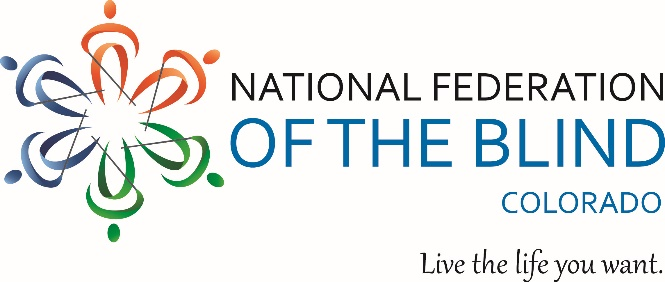 NATIONAL FEDERATION
OF THE BLIND
COLORADO
Live the life you want.